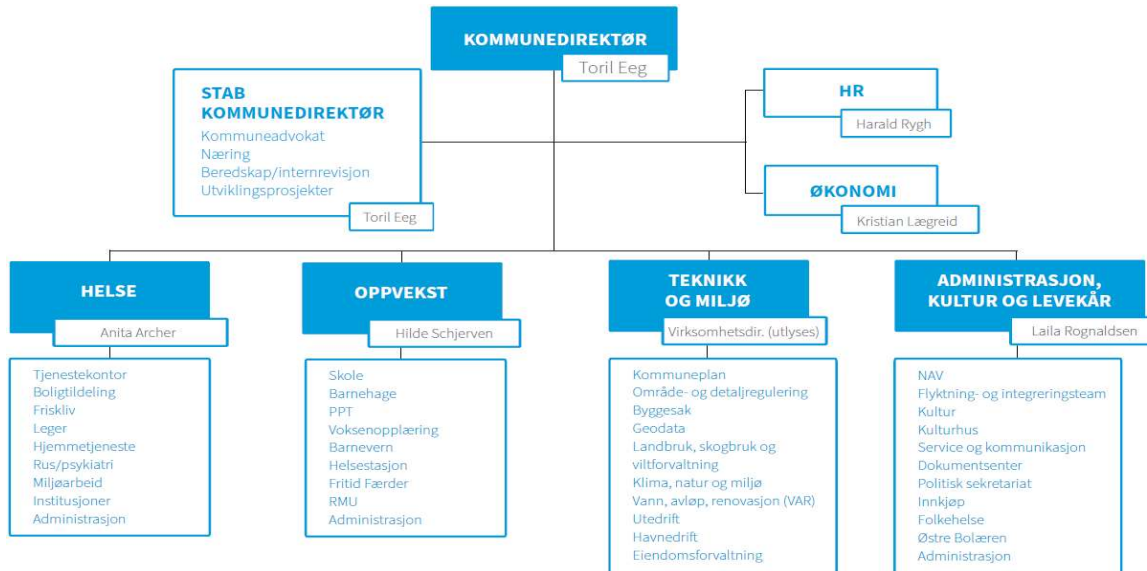 KOMMUNEDIREKTØR
Toril Eeg
STAB
KOMMUNEDIREKTØR
Kommuneadvokat
Næring
Beredskap/internrevisjon
Utviklingsprosjekter
Toril Eeg
HR
Harald Rygh
ØKONOMI
Kristian Lægreid
HELSE
Anita Archer
Tjenestekontor
Boligtildeling
Friskliv
Leger
Hjemmetjeneste
Rus/psykiatri
Miljøarbeid
Institusjoner
Administrasjon
OPPVEKST
Hilde Schjerven
Skole
Barnehage
PPT
Voksenopplæring
Barnevern
Helsestasjon
Fritid Færder
RMU
Administrasjon
TEKNIKK
OG MILJØ
Virksomhetsdir. (utlyses)
Kommuneplan
Område- og detaljregulering
Byggesak
Geodata
Landbruk, skogbruk og
viltforvaltning
Klima, natur og miljø
Vann, avløp, renovasjon (VAR)
Utedrift
Havnedrift
Eiendomsforvaltning
ADMINISTRASJON,
KULTUR OG LEVEKÅR
Laila Rognaldsen
NAV
Flyktning- og integreringsteam
Kultur
Kulturhus
Service og kommunikasjon
Dokumentsenter
Politisk sekretariat
Innkjøp
Folkehelse
Østre Bolæren
Administrasjon